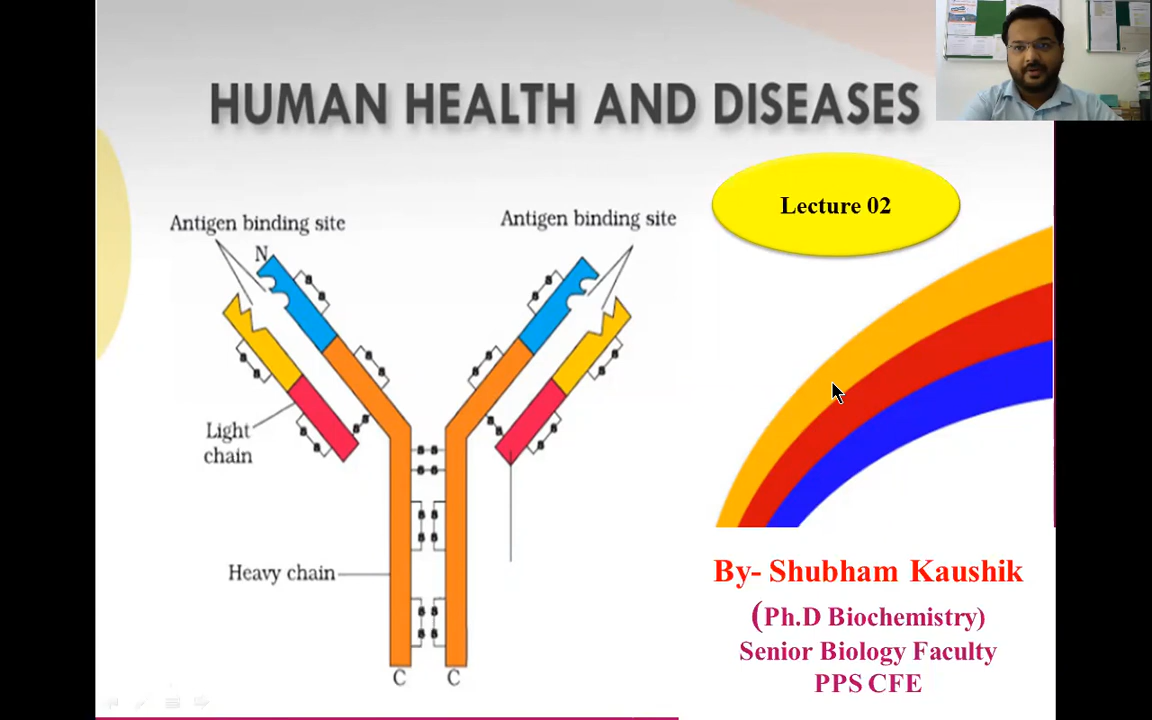 HUMAN HEALTH AND DISEASES
Lecture 02
Antigen binding site
Antigen binding site
N
Light
chain
Heavy chain
C
C
By- Shubham Kaushik
(Ph.D Biochemistry)
Senior Biology Faculty
PPS CFE